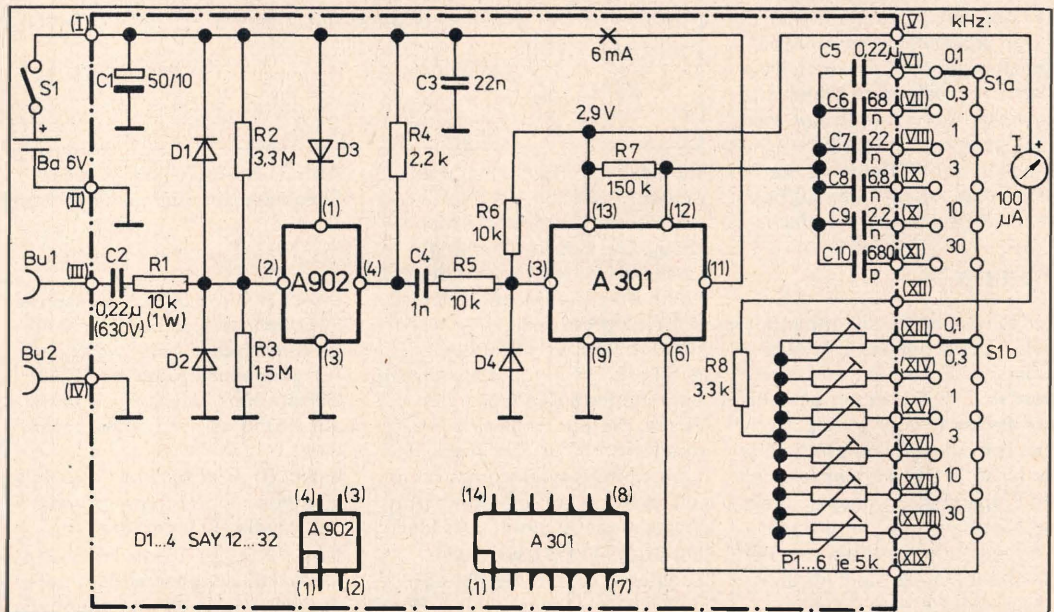 (I)
S1
Ba 6V
+
(II)
Bu1
(III)
Bu2
(IV)
C1
50/10
C2
0,22µ
(630V)
R1
10k
(1W)
D1
D2
R2
3,3 M
R3
1,5 M
D3
(1)
(2)
A902
(4)
(3)
R4
2,2 k
C3
22n
C4
1n
R5
10k
R6
10k
D4
6mA
2,9 V
R7
150 k
(13)
(12)
(3)
A 301
(11)
(9)
(6)
R8
3,3 k
(V)
kHz:
C5
0,22µ
(VI)
0,1
S1a
C6
68
n
(VII)
0,3
C7
22
n
(VIII)
1
C8
6,8
n
(IX)
3
C9
2,2
n
(X)
10
C10
680
p
(XI)
30
(XII)
I
+
100
µA
(XIII)
0,1
S1b
(XIV)
0,3
(XV)
1
(XVI)
3
(XVII)
10
(XVIII)
30
P1...6 je 5k
(XIX)
D1...4 SAY 12...32
(4) (3)
A 902
(1) (2)
(14) (8)
A 301
(1) (7)